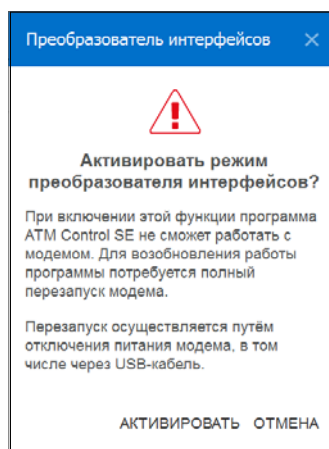 Преобразователь интерфейсов
Активировать режим
преобразователя интерфейсов?
При включении этой функции программа
ATM Control SE не сможет работать с
модемом. Для возобновления работы
программы потребуется полный
перезапуск модема.
Перезапуск осуществляется путём
отключения питания модема, в том
числе через USB-кабель.
АКТИВИРОВАТЬ ОТМЕНА